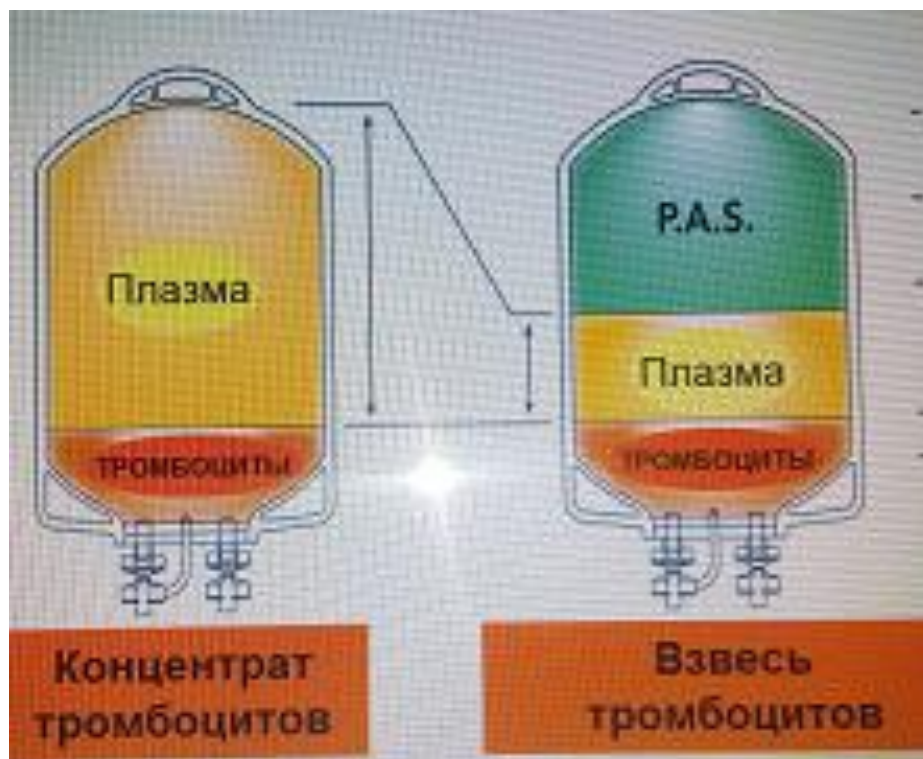 P.A.S.
Плазма
Плазма
ТРОМБОЦИТЫ
ТРОМБОЦИТЫ
Концентрат
тромбоцитов
Взвесь
тромбоцитов